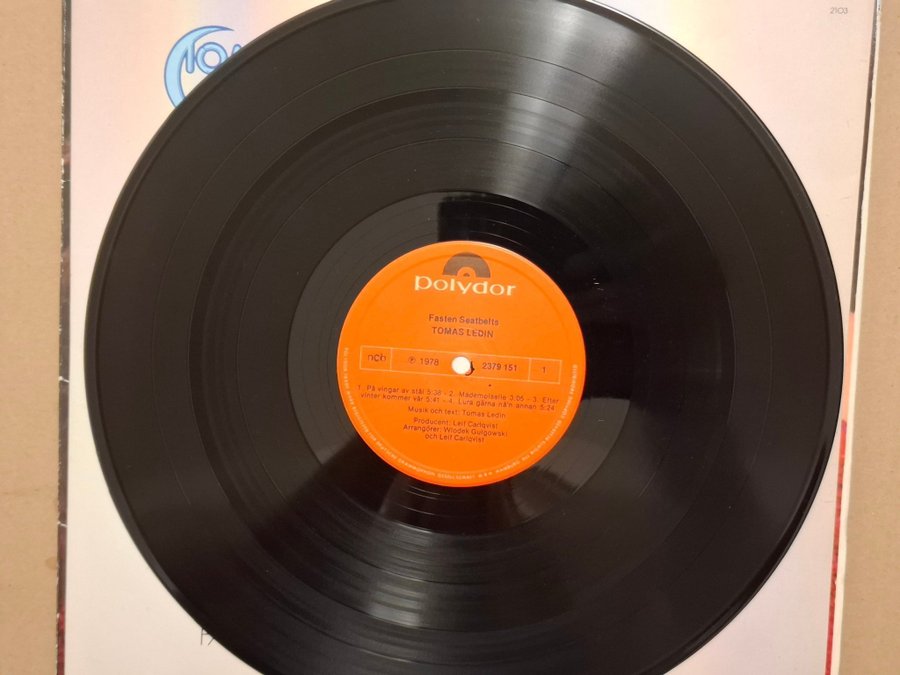 2103
polydor
Fasten Seatbelts
TOMAS LEDIN
ncb
℗ 1978
2379 151
1
1. På vingar av stål 5:38 - 2. Mademoiselle 3:05 - 3. Efter
vinter kommer vår 5:41 - 4. Lura gärna nå'n annan 5:24
Musik och text: Tomas Ledin
Producent: Leif Carlqvist
Arrangörer: Wlodek Gulgowski
och Leif Carlqvist